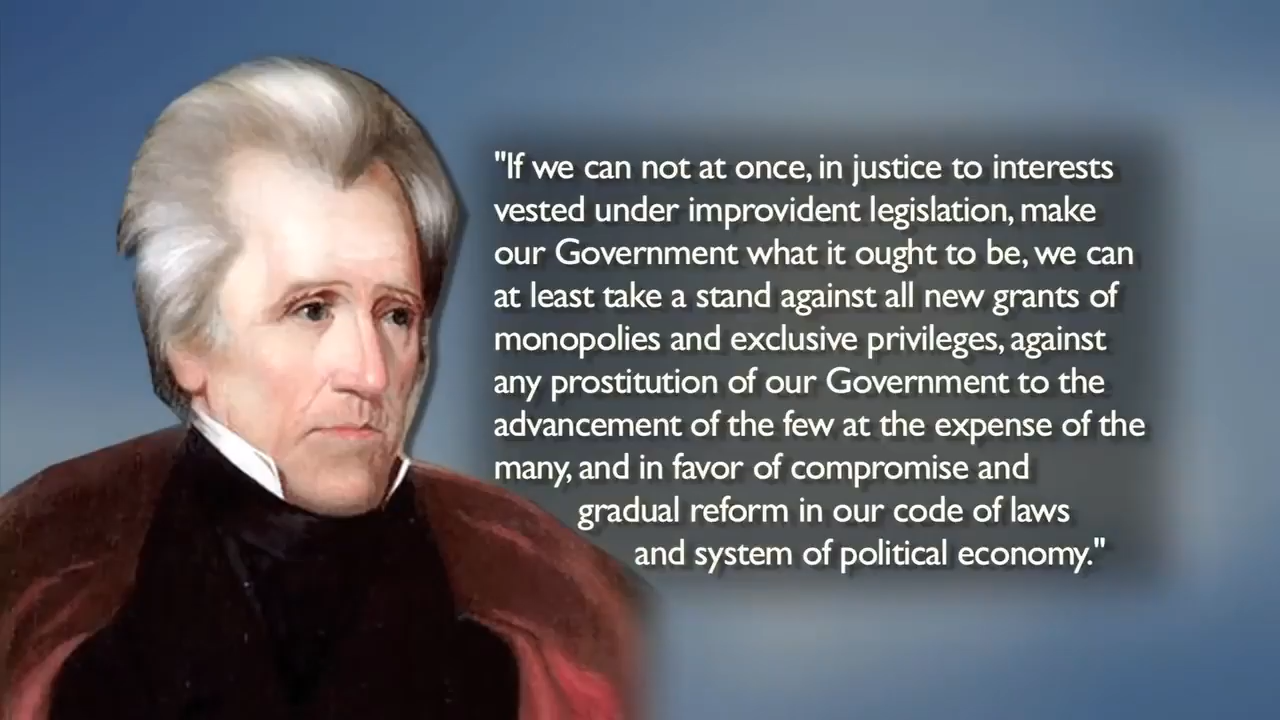 "If we can not at once, in justice to interests
vested under improvident legislation, make
our Government what it ought to be, we can
at least take a stand against all new grants of
monopolies and exclusive privileges, against
any prostitution of our Government to the
advancement of the few at the expense of the
many, and in favor of compromise and
gradual reform in our code of laws
and system of political economy."